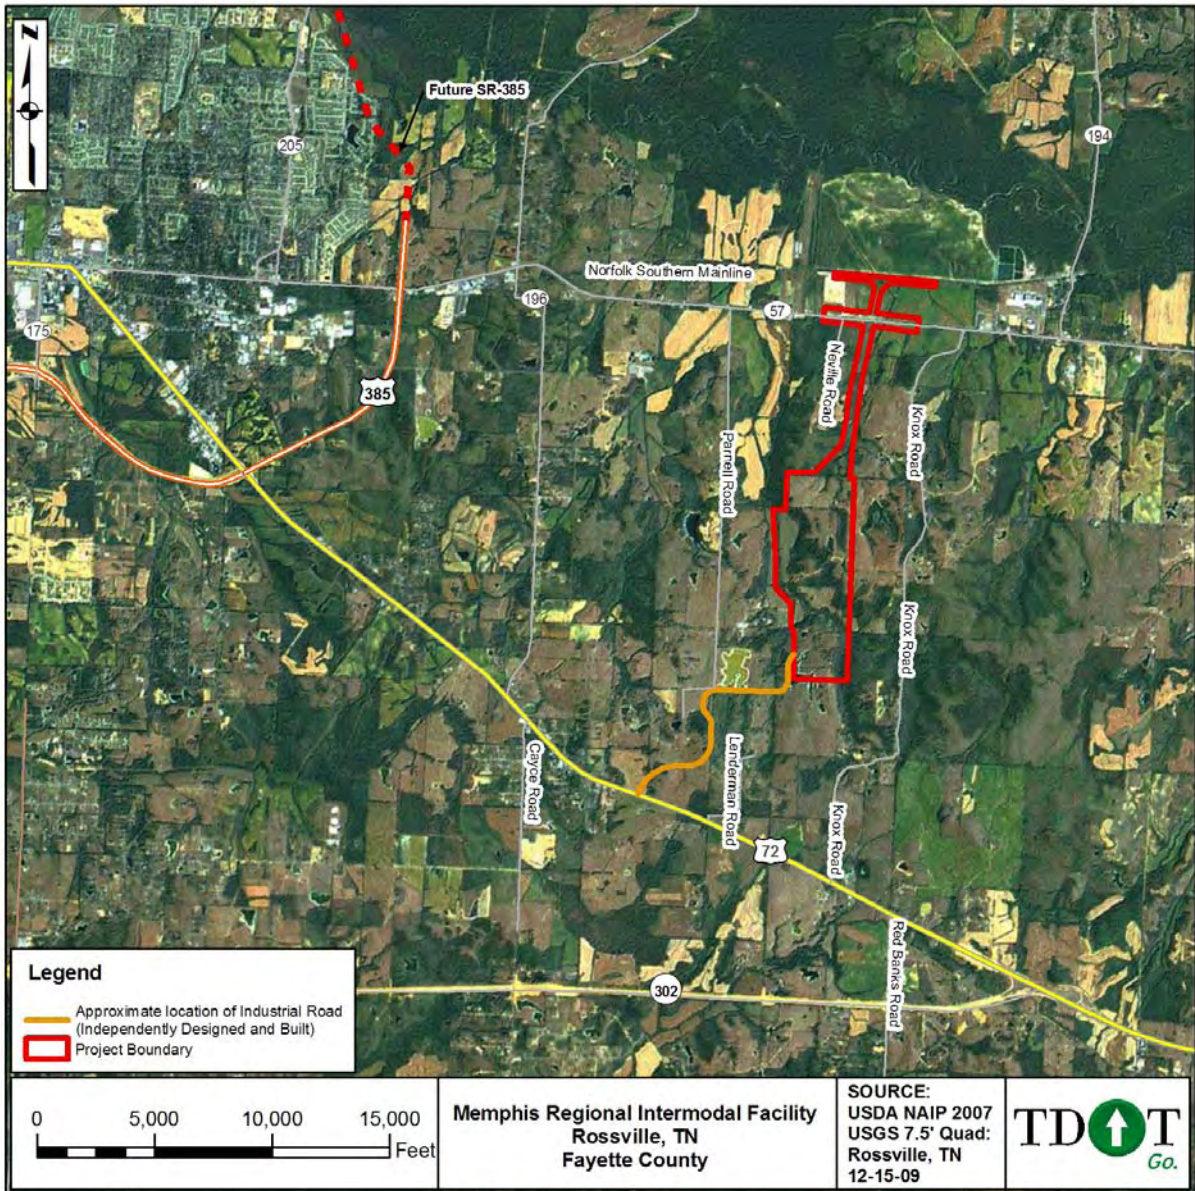 N
Future SR-385
205
194
Norfolk Southern Mainline
196
57
175
385
Neville Road
Knox Road
Parnell Road
Knox Road
Cayce Road
Lenderman Road
Knox Road
72
Red Banks Road
302
Legend
Approximate location of Industrial Road
(Independently Designed and Built)
Project Boundary
0 5,000 10,000 15,000
Feet
Memphis Regional Intermodal Facility
Rossville, TN
Fayette County
SOURCE:
USDA NAIP 2007
USGS 7.5' Quad:
Rossville, TN
12-15-09
TDOT
Go.